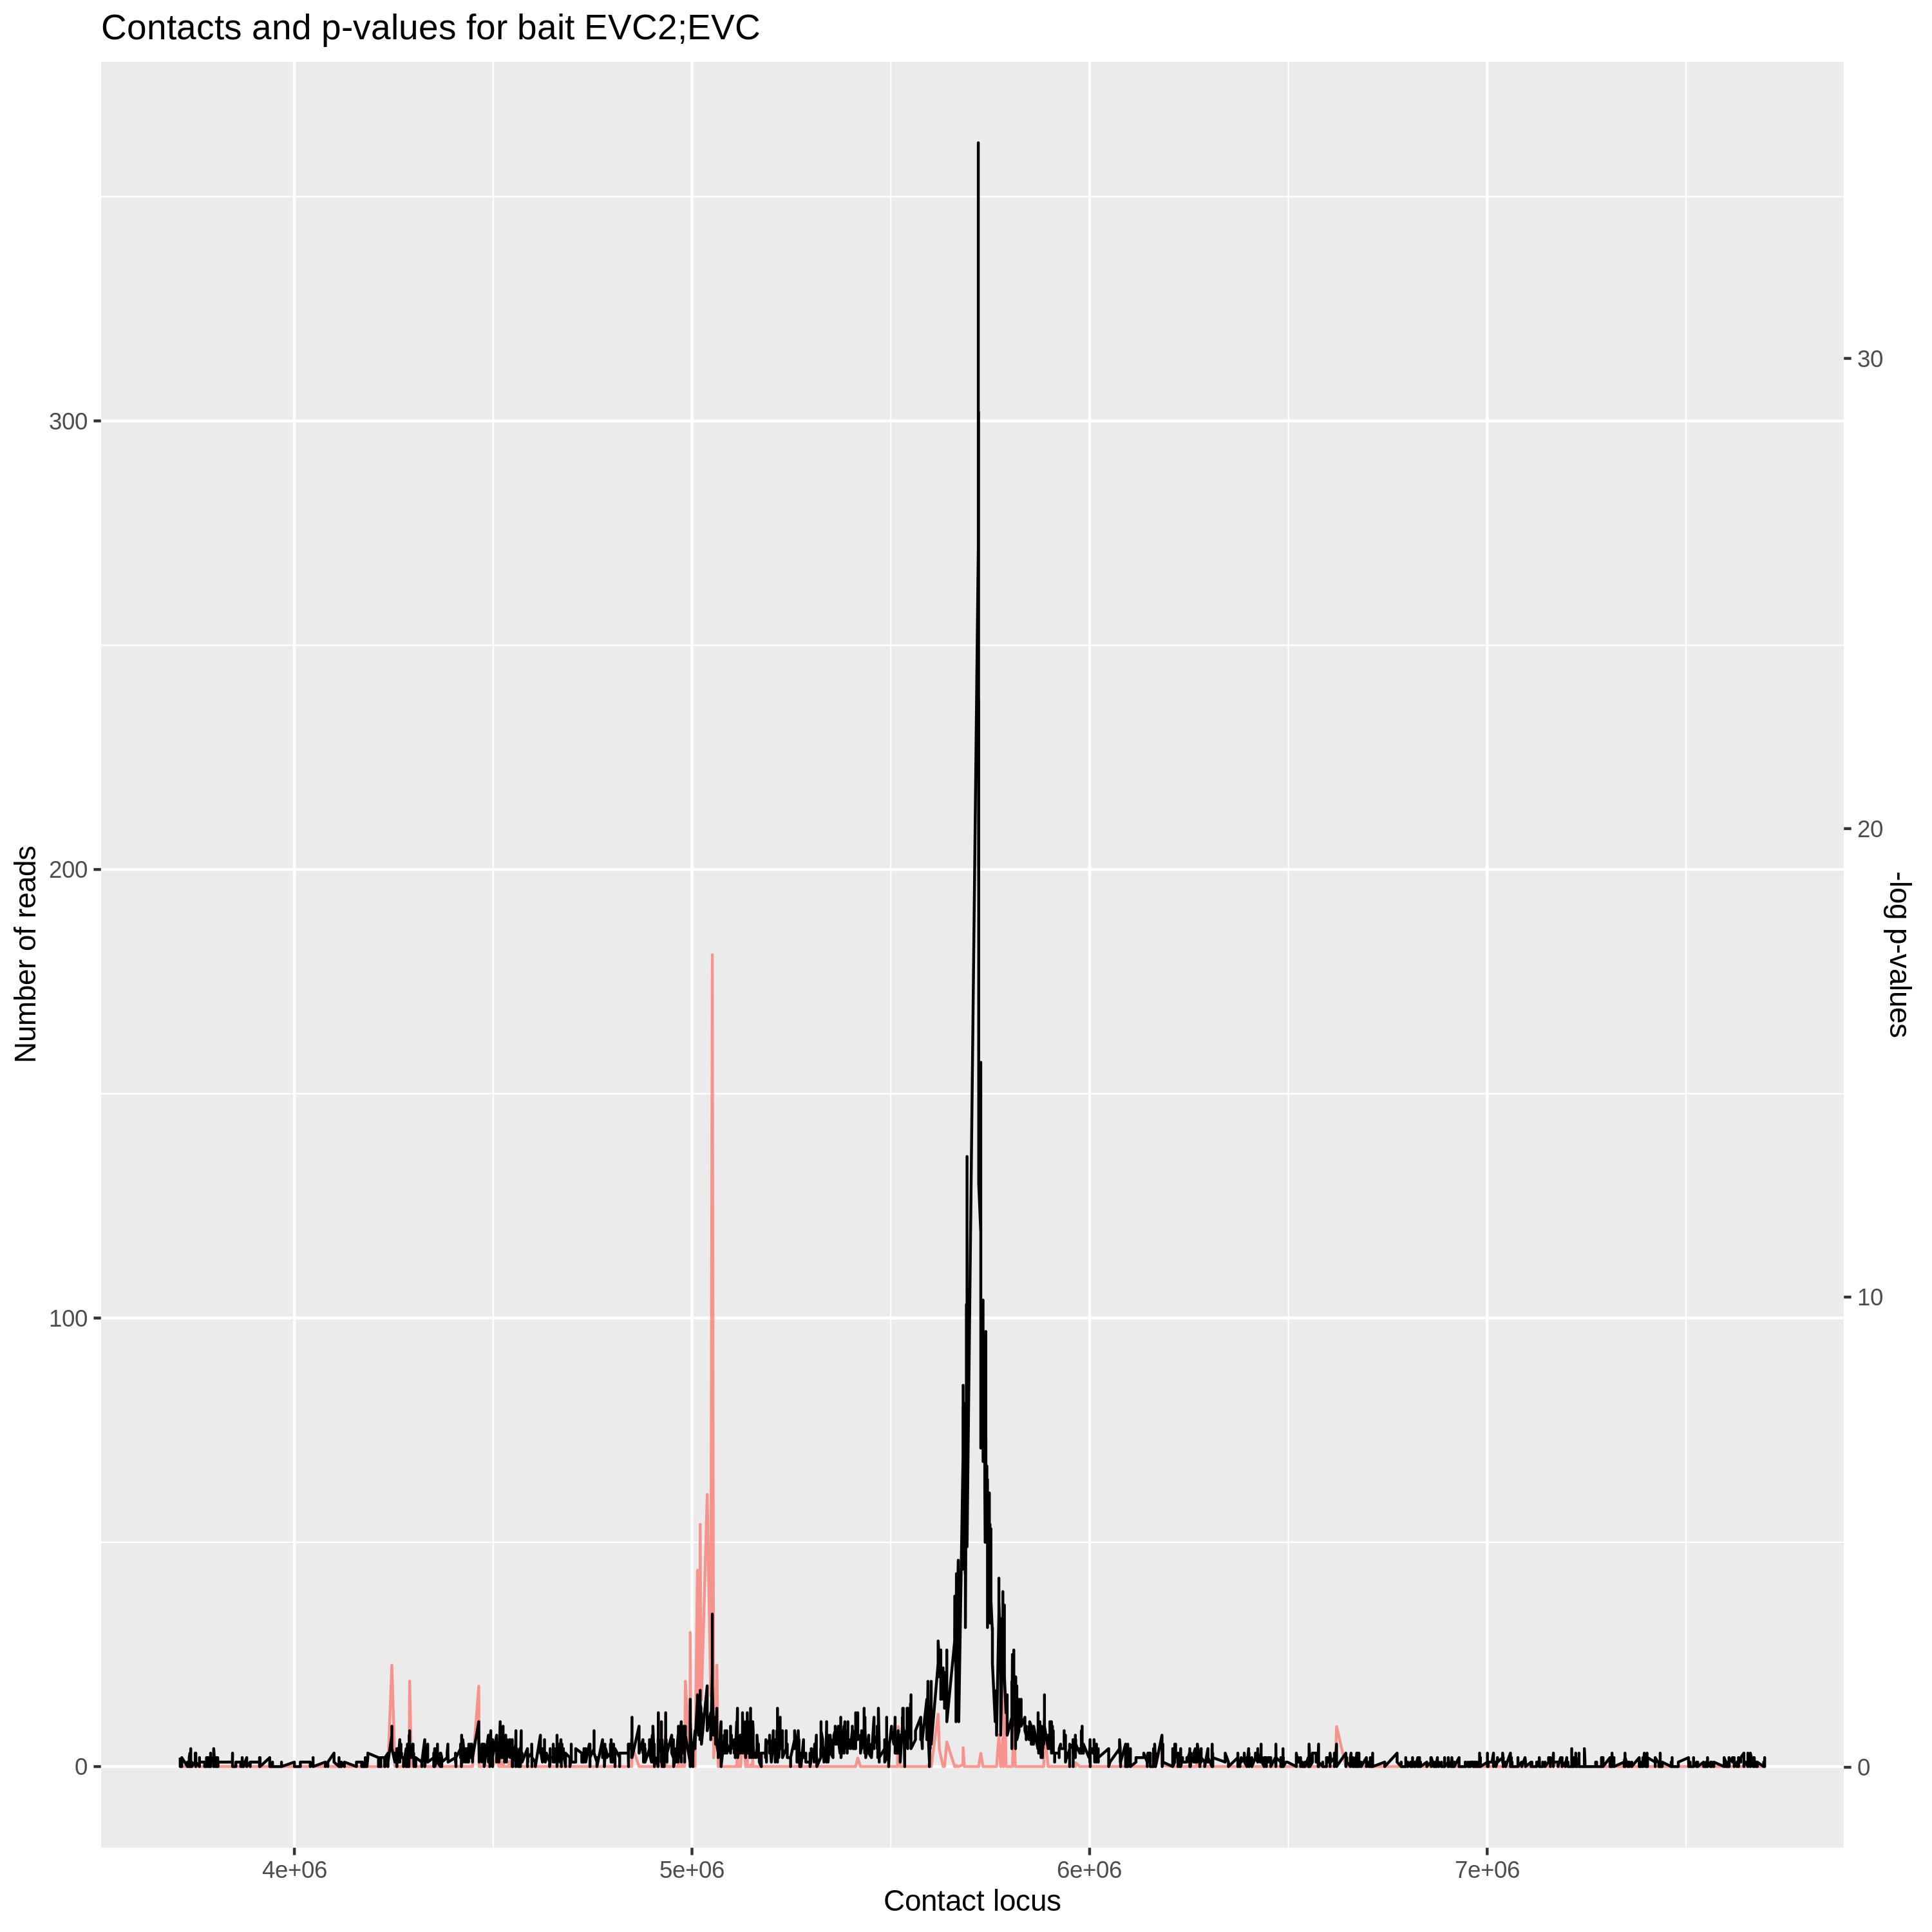 Contacts and p-values for bait EVC2;EVC
300
200
100
0
Number of reads
30
20
10
0
-log p-values
4e+06
5e+06
6e+06
7e+06
Contact locus